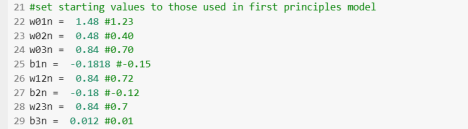 21 #set starting values to those used in first principles model
22 w01n =  1.48 #1.23
23 w02n =  0.48 #0.40
24 w03n =  0.84 #0.70
25 b1n =  -0.1818 #-0.15
26 w12n =  0.84 #0.72
27 b2n =  -0.18 #-0.12
28 w23n =  0.84 #0.7
29 b3n =  0.012 #0.01